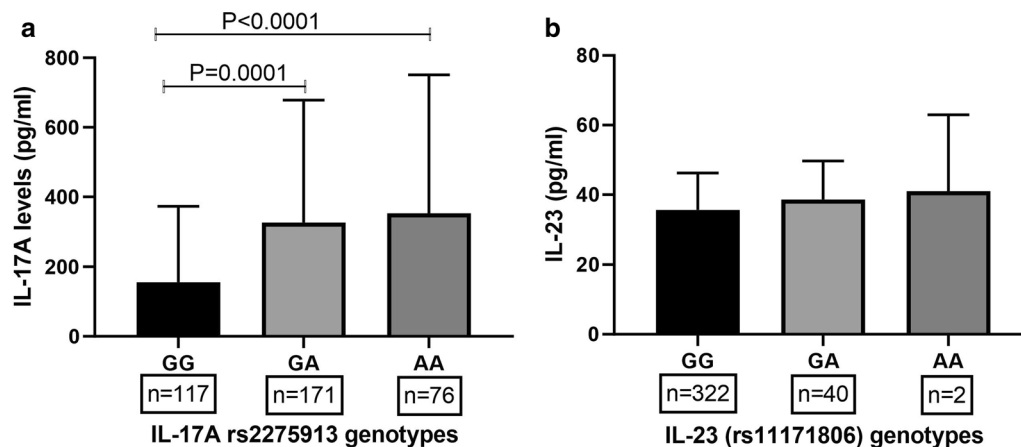 a
P<0.0001
P=0.0001
IL-17A levels (pg/ml)
800
600
400
200
0
GG GA AA
n=117 n=171 n=76
IL-17A rs2275913 genotypes
b
IL-23 (pg/ml)
80
60
40
20
0
GG GA AA
n=322 n=40 n=2
IL-23 (rs11171806) genotypes